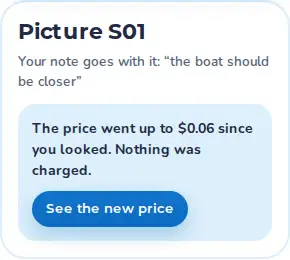 Picture S01
Your note goes with it: “the boat should
be closer”
The price went up to $0.06 since
you looked. Nothing was
charged.
See the new price